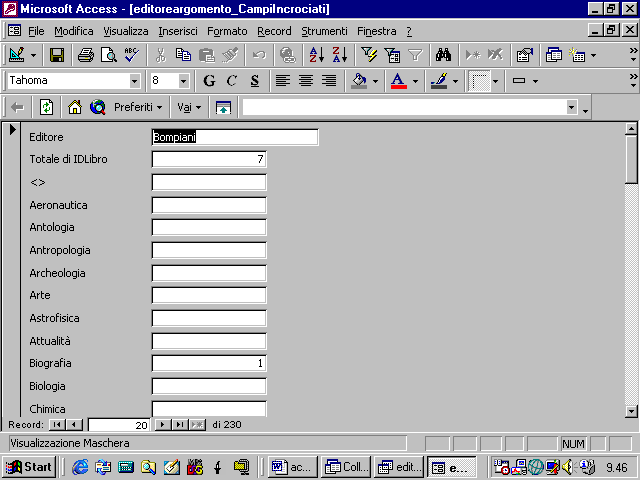 Microsoft Access - [editoreargomento_CampiIncrociati]
File Modifica Visualizza Inserisci Formato Record Strumenti Finestra ?
Tahoma 8 G C S
Preferiti Vai
Editore Bompiani
Totale di IDLibro 7
<>
Aeronautica
Antologia
Antropologia
Archeologia
Arte
Astrofisica
Attualità
Biografia 1
Biologia
Chimica
Record: 20 di 230
Visualizzazione Maschera NUM
Start ac... Coll... edit... e... 9.46